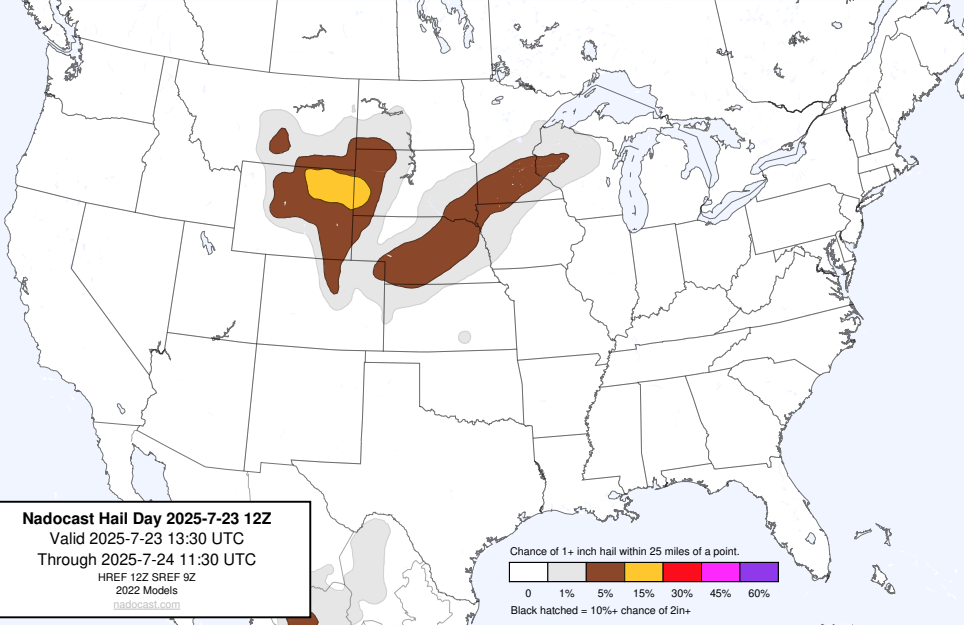 Nadocast Hail Day 2025-7-23 12Z
Valid 2025-7-23 13:30 UTC
Through 2025-7-24 11:30 UTC
HREF 12Z SREF 9Z
2022 Models
nadocast.com
Chance of 1+ inch hail within 25 miles of a point.
0 1% 5% 15% 30% 45% 60%
Black hatched = 10%+ chance of 2in+